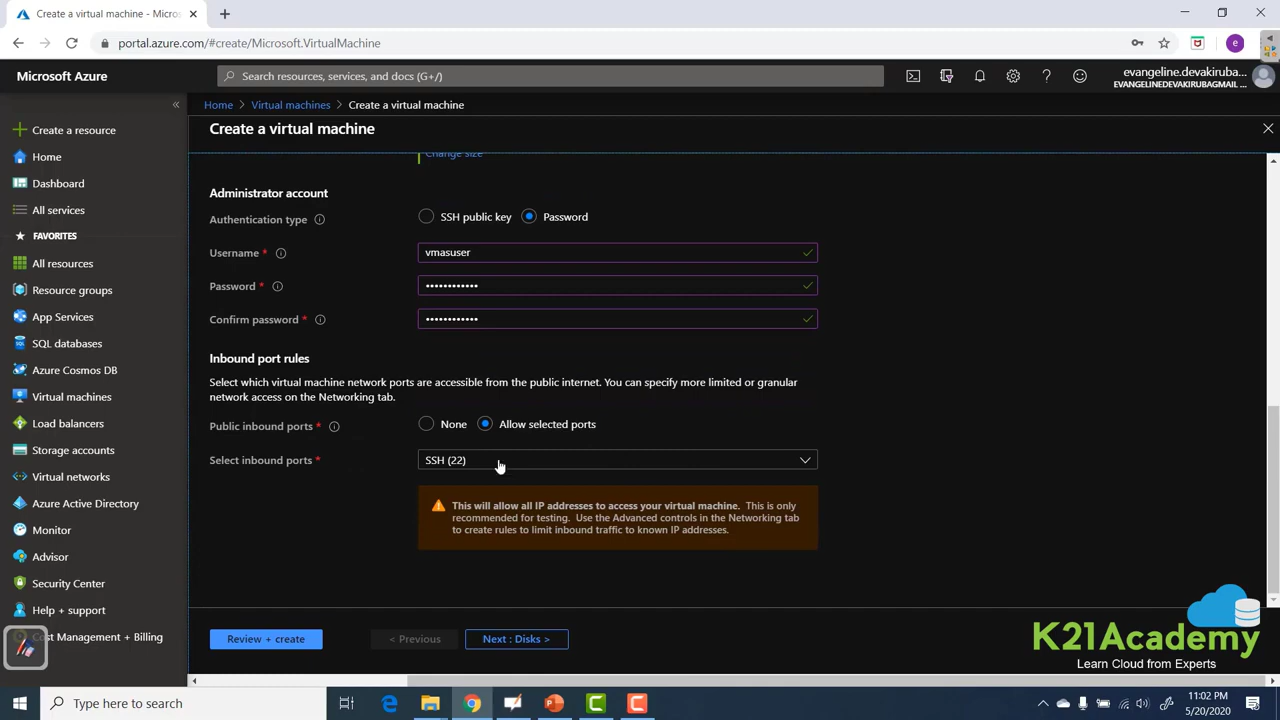 Create a virtual machine - Micros
portal.azure.com/#create/Microsoft.VirtualMachine
e
Microsoft Azure
Search resources, services, and docs (G+/)
evangeline.devakiruba...
EVANGELINEDEVAKIRUBAGMAIL ...
Home > Virtual machines > Create a virtual machine
Create a virtual machine
Create a resource
Home
Dashboard
All services
FAVORITES
All resources
Resource groups
App Services
SQL databases
Azure Cosmos DB
Virtual machines
Load balancers
Storage accounts
Virtual networks
Azure Active Directory
Monitor
Advisor
Security Center
Help + support
Cost Management + Billing
Change size
Administrator account
Authentication type
SSH public key
Password
Username *
vmasuser
Password *
••••••••••••
Confirm password *
••••••••••••
Inbound port rules
Select which virtual machine network ports are accessible from the public internet. You can specify more limited or granular
network access on the Networking tab.
Public inbound ports *
None
Allow selected ports
Select inbound ports *
SSH (22)
This will allow all IP addresses to access your virtual machine. This is only
recommended for testing. Use the Advanced controls in the Networking tab
to create rules to limit inbound traffic to known IP addresses.
Review + create
< Previous
Next : Disks >
K21Academy
Learn Cloud from Experts
Type here to search
11:02 PM
5/20/2020